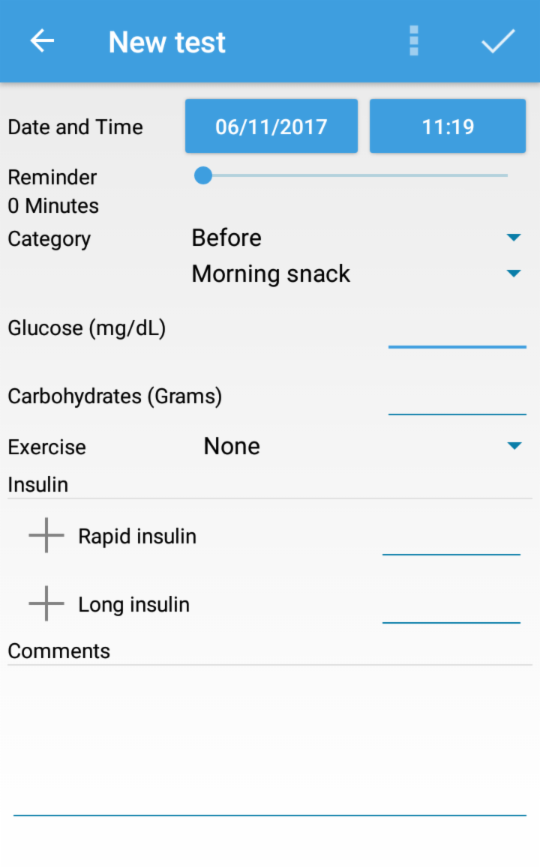 New test
Date and Time 06/11/2017 11:19
Reminder
0 Minutes
Category Before
Morning snack
Glucose (mg/dL)
Carbohydrates (Grams)
Exercise None
Insulin
Rapid insulin
Long insulin
Comments